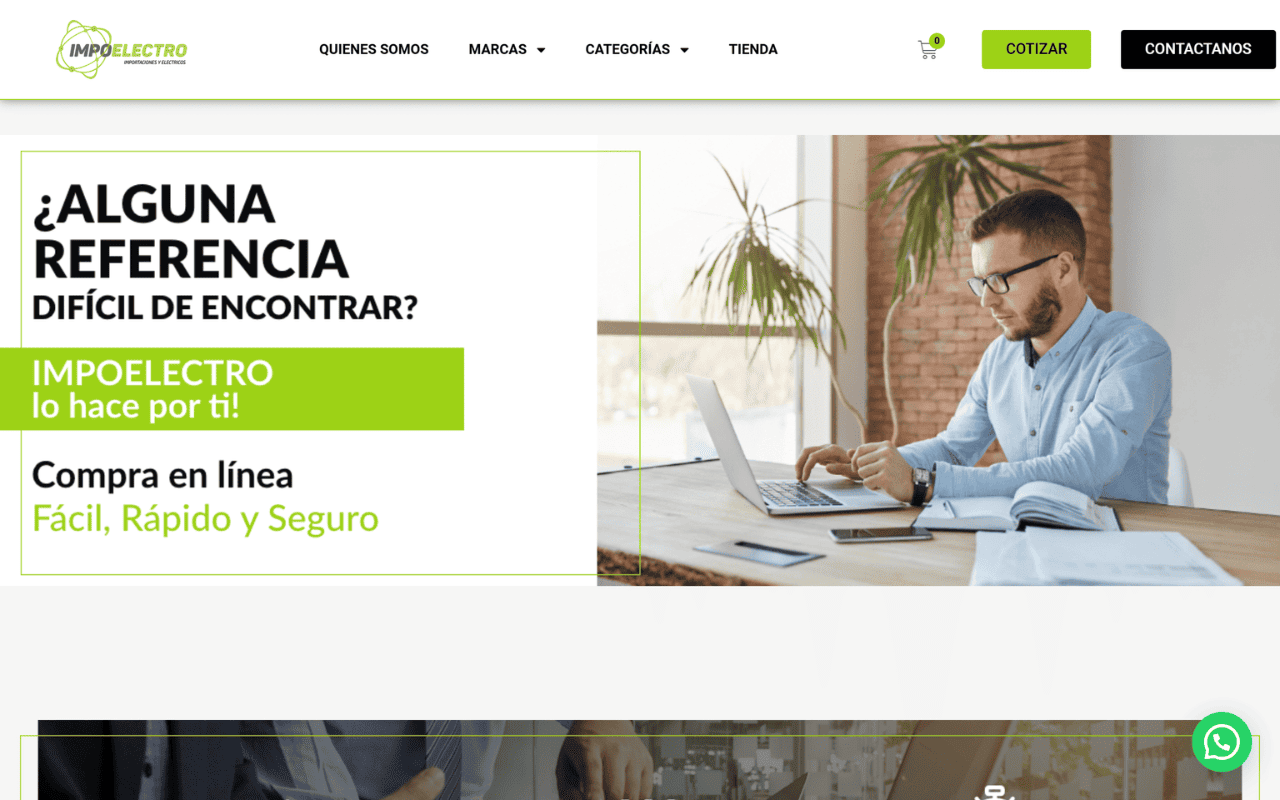 IMPOELECTRO
IMPORTACIONES Y ELÉCTRICOS
QUIENES SOMOS
MARCAS
CATEGORÍAS
TIENDA
0
COTIZAR
CONTACTANOS
¿ALGUNA
REFERENCIA
DIFÍCIL DE ENCONTRAR?
IMPOELECTRO
lo hace por ti!
Compra en línea
Fácil, Rápido y Seguro